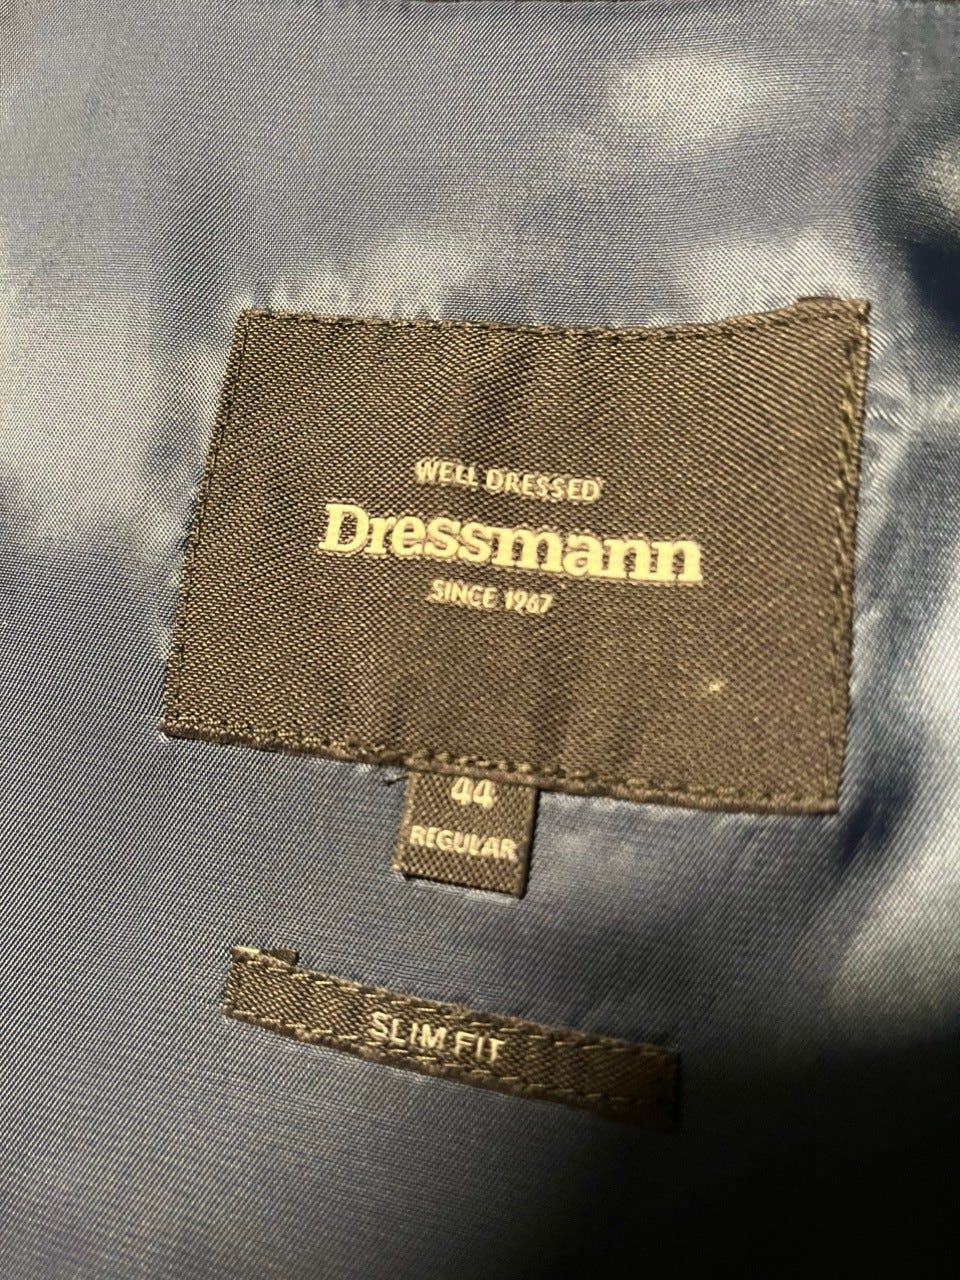 WELL DRESSED
Dressmann
SINCE 1967
44
REGULAR
SLIM FIT